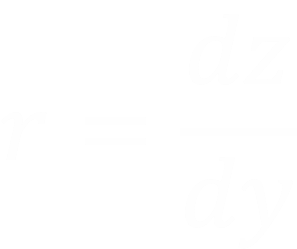 r = dz/dy